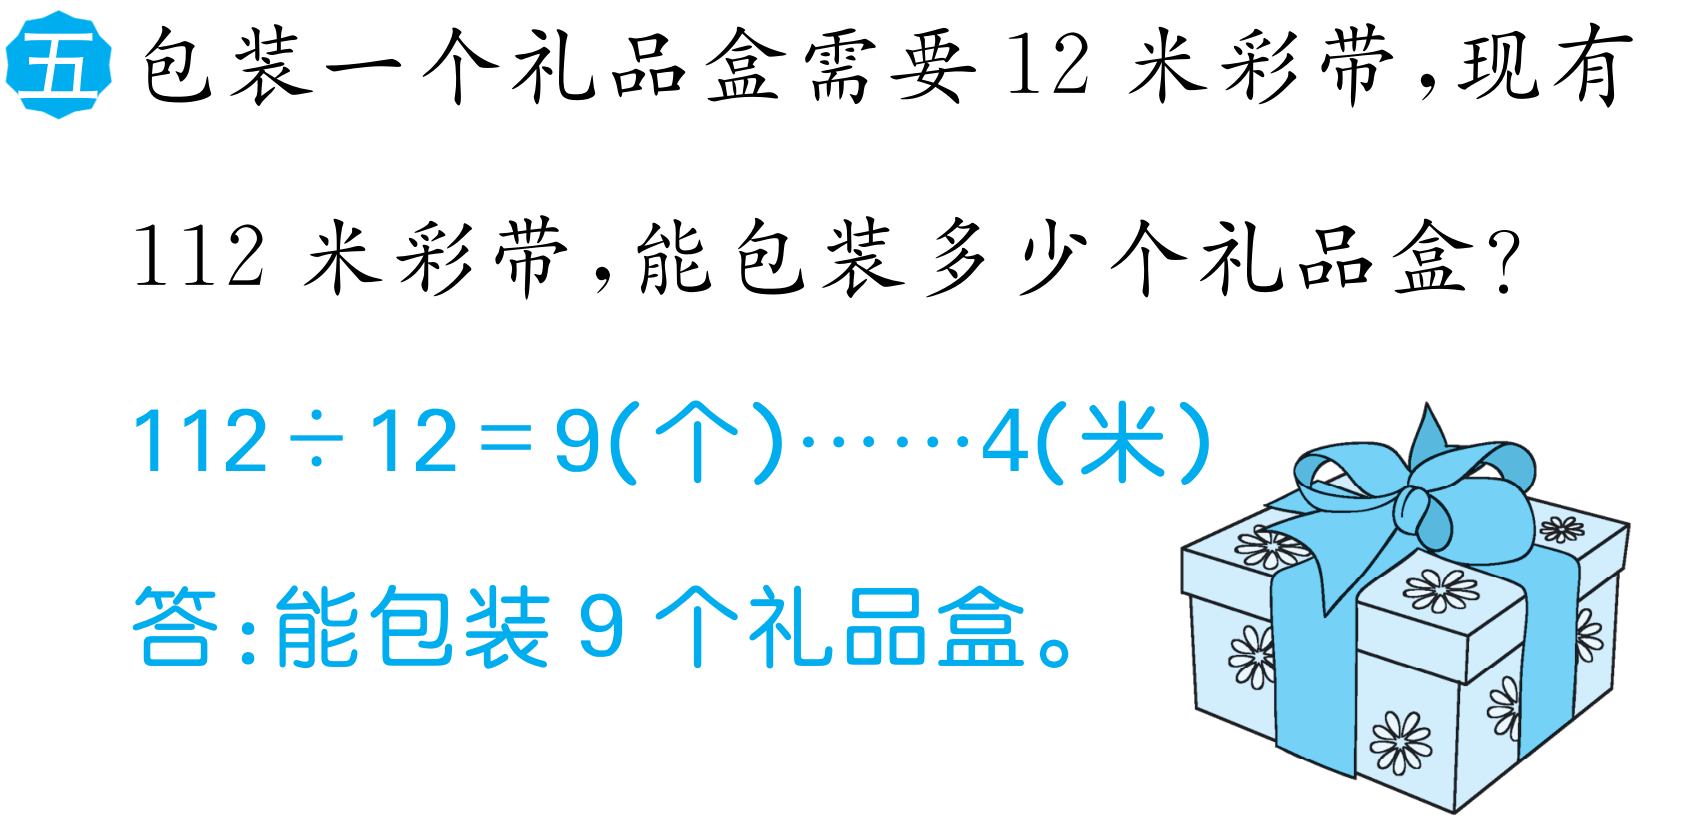 五 包装一个礼品盒需要12米彩带,现有
112米彩带,能包装多少个礼品盒?
112÷12=9(个)……4(米)
答:能包装9个礼品盒。